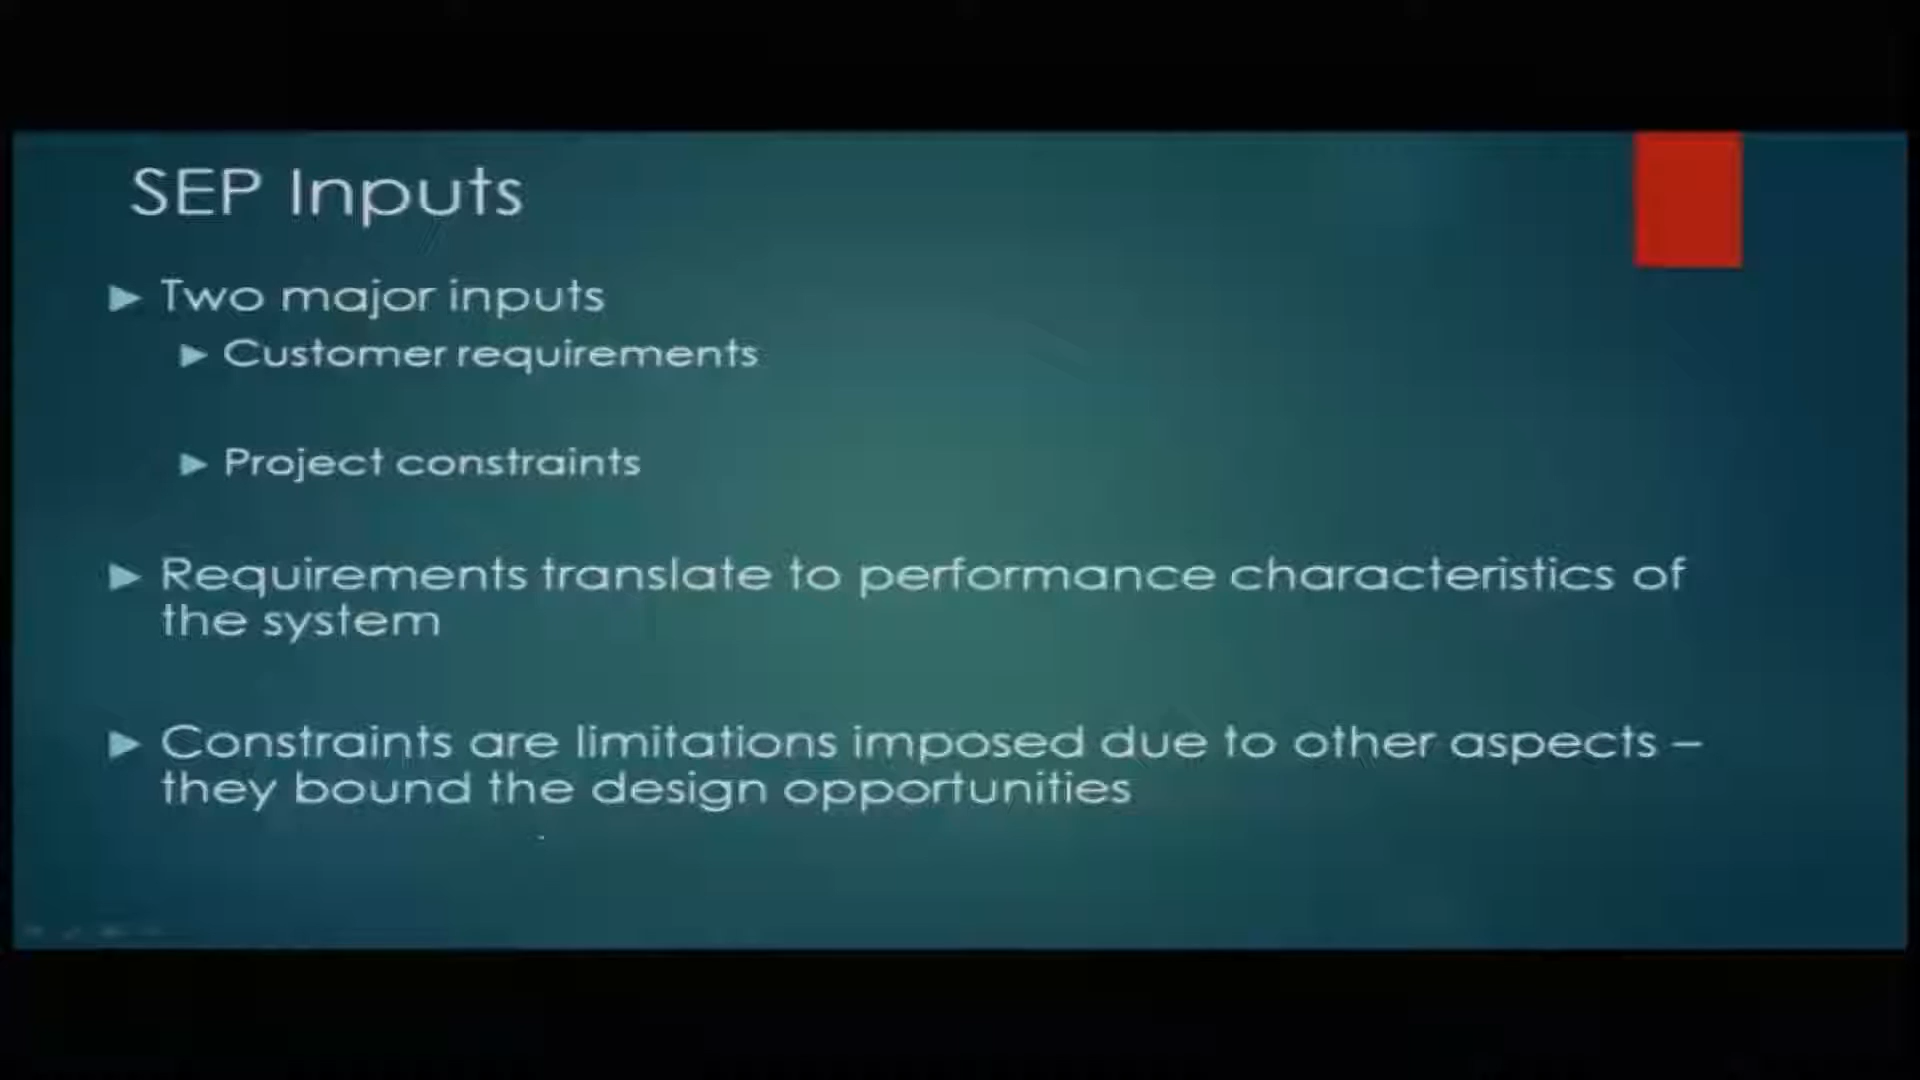 SEP Inputs
Two major inputs
Customer requirements
Project constraints
Requirements translate to performance characteristics of
the system
Constraints are limitations imposed due to other aspects –
they bound the design opportunities